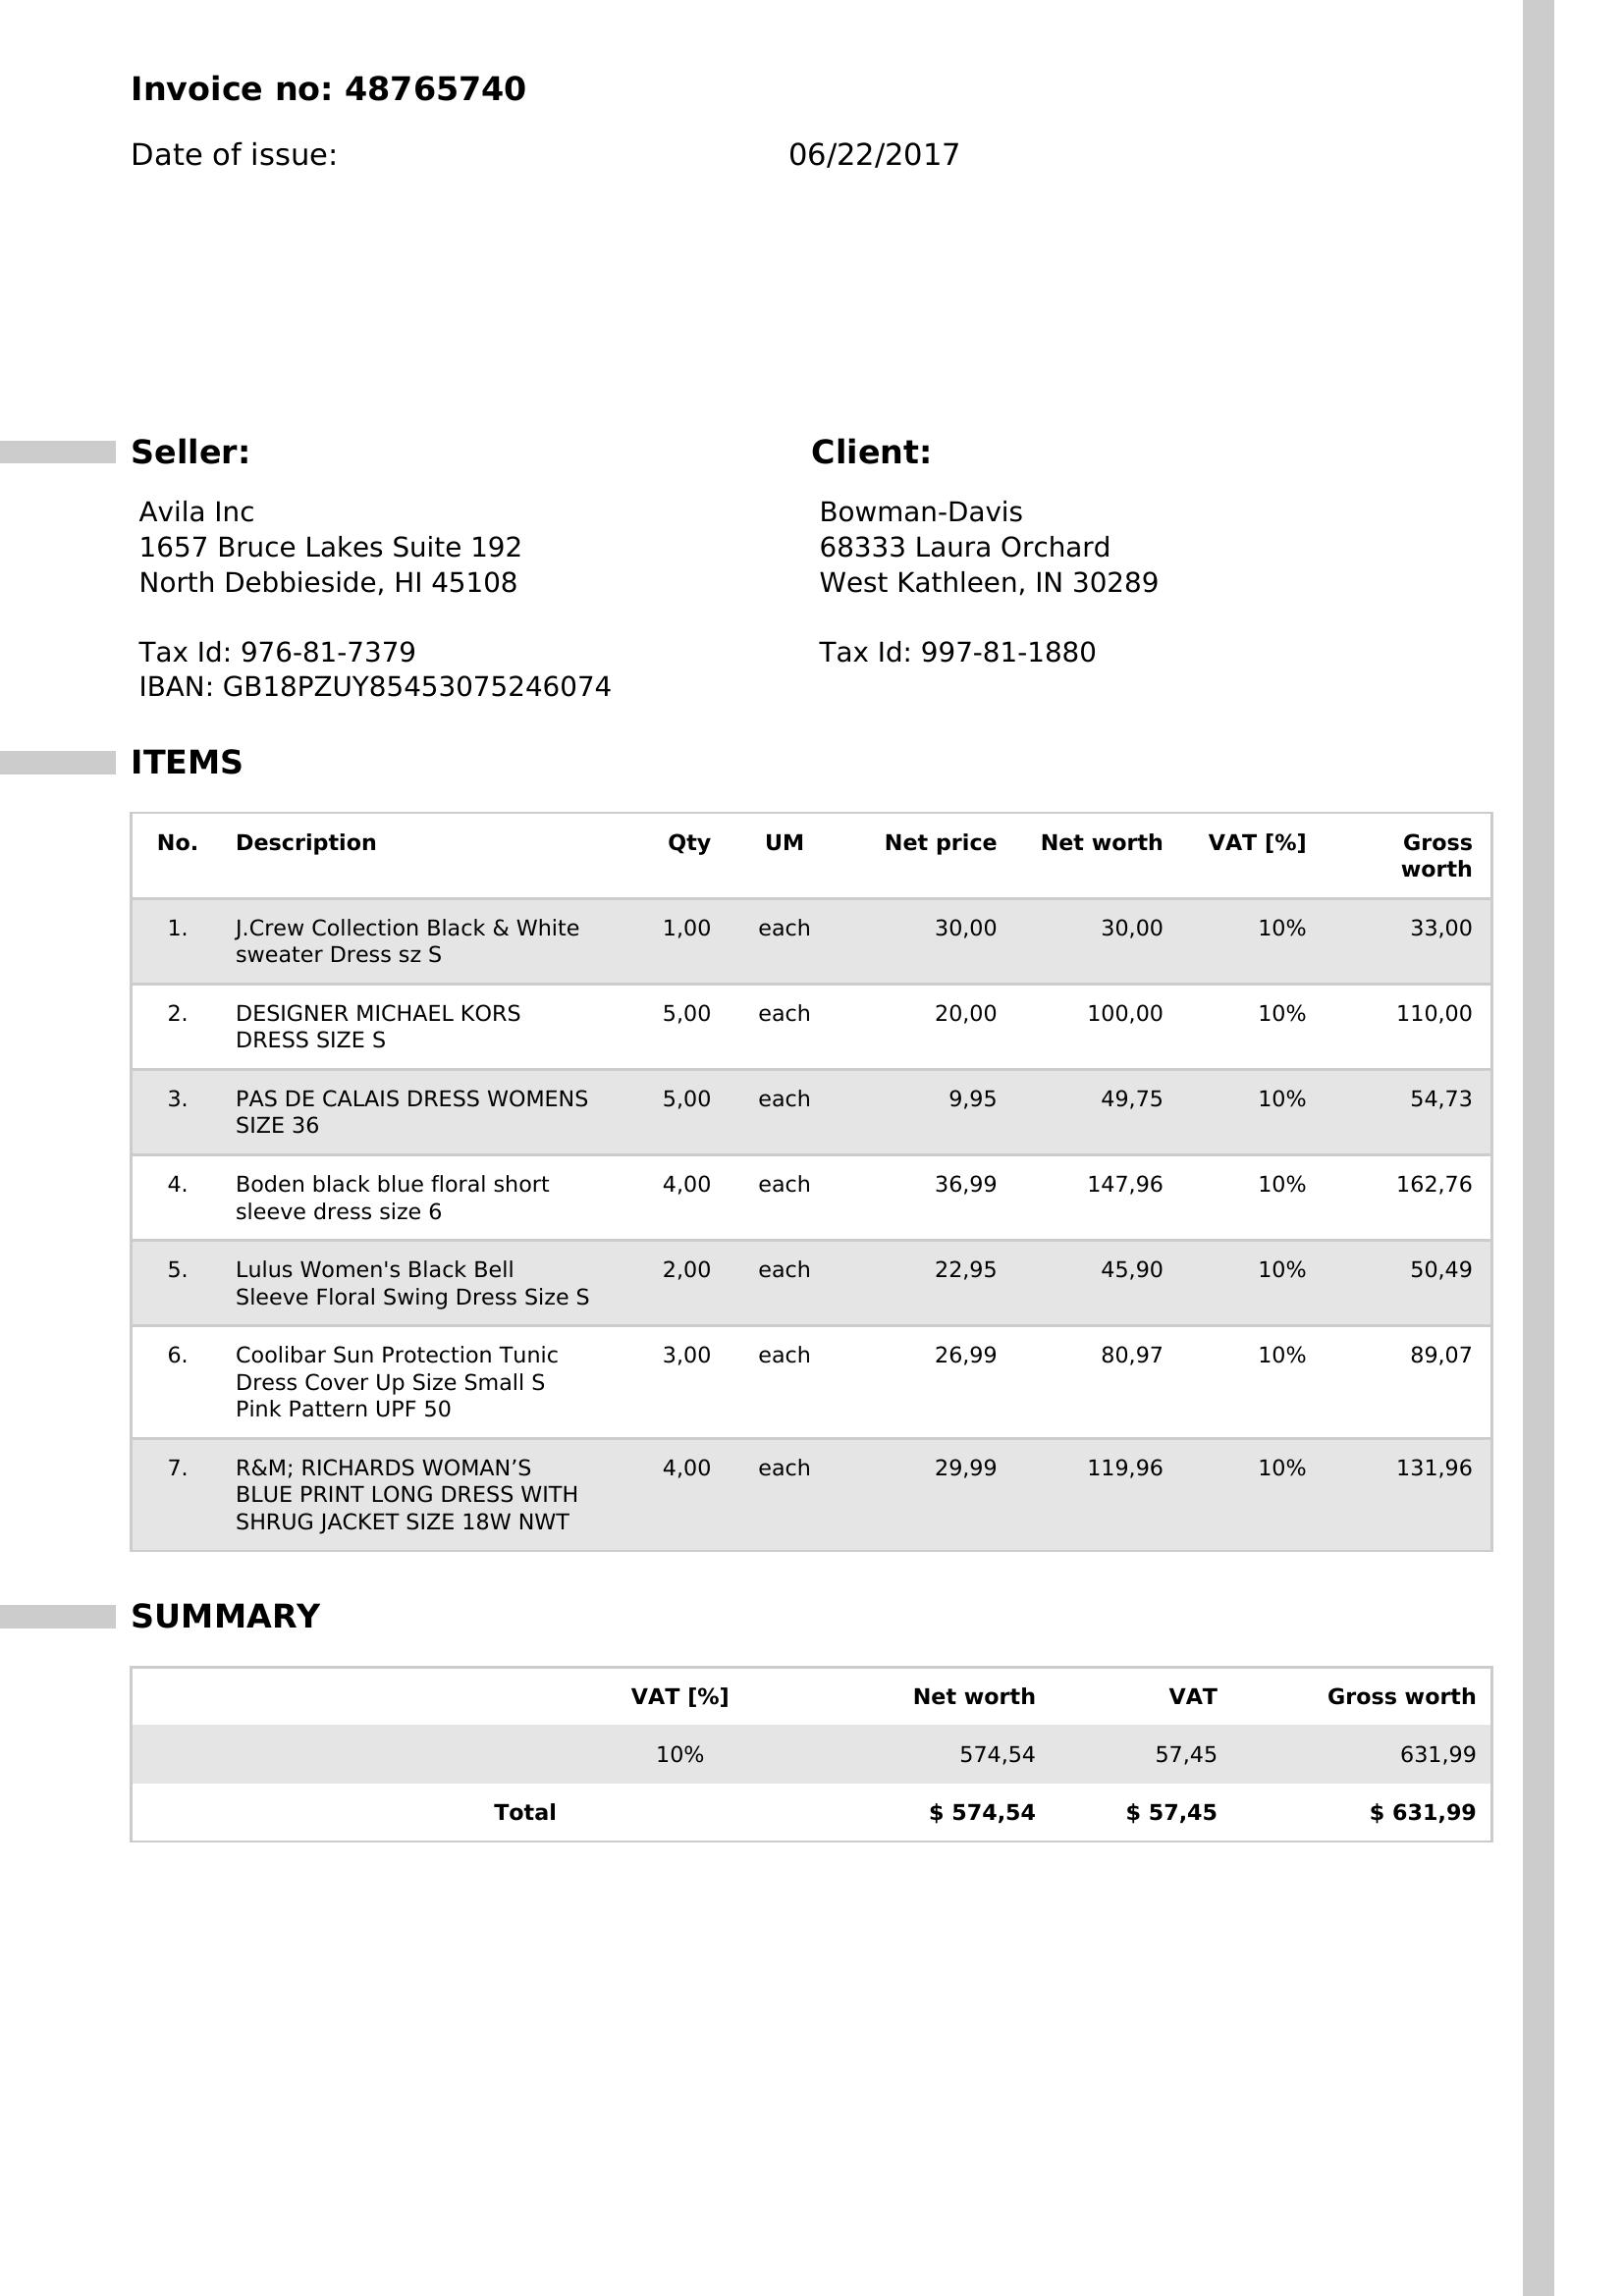 Invoice no: 48765740
Date of issue: 06/22/2017
Seller:
Avila Inc
1657 Bruce Lakes Suite 192
North Debbieside, HI 45108
Tax Id: 976-81-7379
IBAN: GB18PZUY85453075246074
Client:
Bowman-Davis
68333 Laura Orchard
West Kathleen, IN 30289
Tax Id: 997-81-1880
ITEMS
No. Description Qty UM Net price Net worth VAT [%] Gross
worth
1. J.Crew Collection Black & White 1,00 each 30,00 30,00 10% 33,00
sweater Dress sz S
2. DESIGNER MICHAEL KORS 5,00 each 20,00 100,00 10% 110,00
DRESS SIZE S
3. PAS DE CALAIS DRESS WOMENS 5,00 each 9,95 49,75 10% 54,73
SIZE 36
4. Boden black blue floral short 4,00 each 36,99 147,96 10% 162,76
sleeve dress size 6
5. Lulus Women's Black Bell 2,00 each 22,95 45,90 10% 50,49
Sleeve Floral Swing Dress Size S
6. Coolibar Sun Protection Tunic 3,00 each 26,99 80,97 10% 89,07
Dress Cover Up Size Small S
Pink Pattern UPF 50
7. R&M; RICHARDS WOMAN’S 4,00 each 29,99 119,96 10% 131,96
BLUE PRINT LONG DRESS WITH
SHRUG JACKET SIZE 18W NWT
SUMMARY
VAT [%] Net worth VAT Gross worth
10% 574,54 57,45 631,99
Total $ 574,54 $ 57,45 $ 631,99